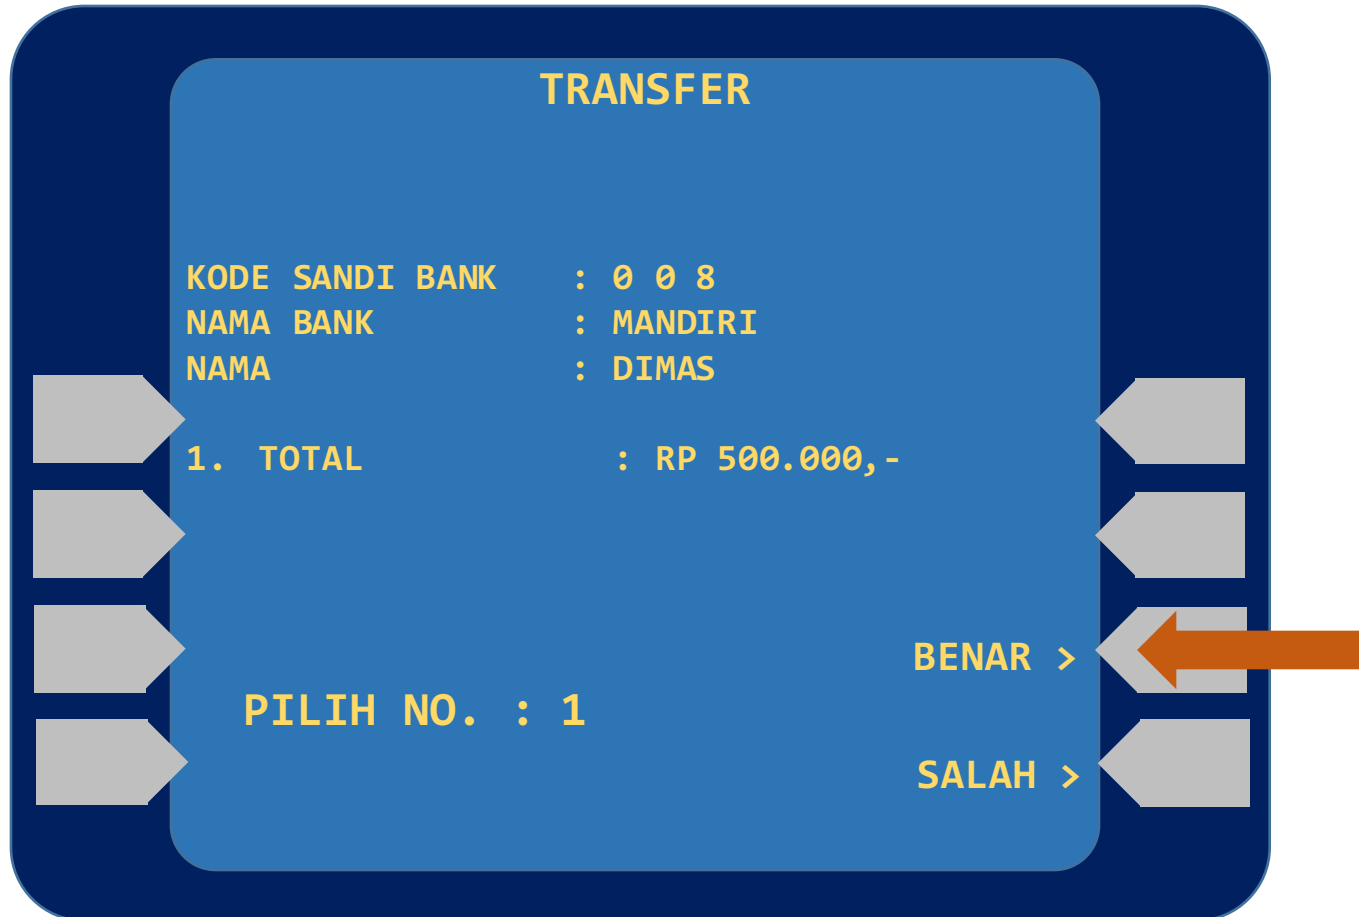 TRANSFER
KODE SANDI BANK : 0 0 8
NAMA BANK : MANDIRI
NAMA : DIMAS
1. TOTAL : RP 500.000,-
BENAR >
PILIH NO. : 1
SALAH >